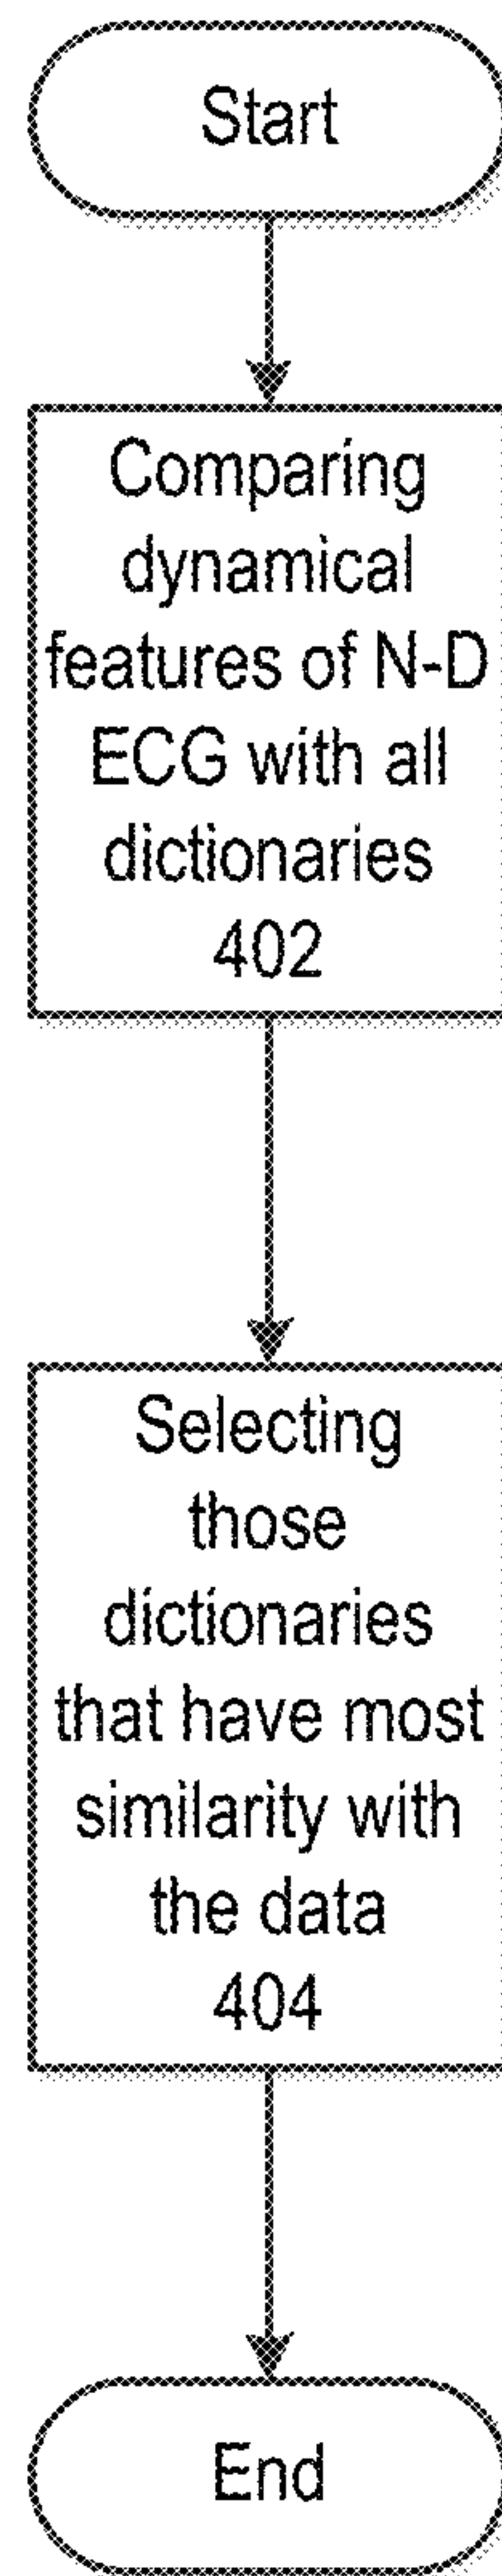 Start
Comparing
dynamical
features of N-D
ECG with all
dictionaries
402
Selecting
those
dictionaries
that have most
similarity with
the data
404
End